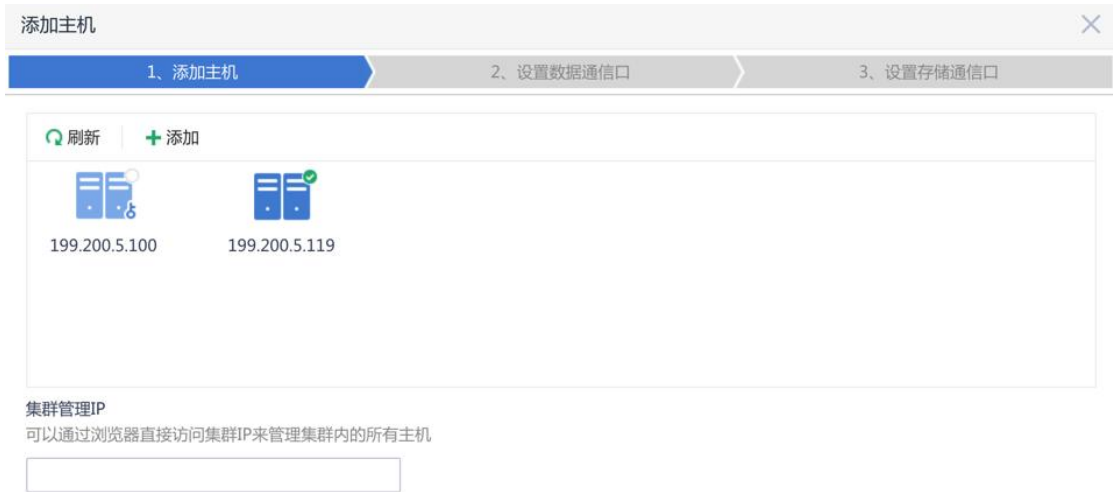 添加主机
1、添加主机
2、设置数据通信口
3、设置存储通信口
刷新
添加
199.200.5.100
199.200.5.119
集群管理IP
可以通过浏览器直接访问集群IP来管理集群内的所有主机